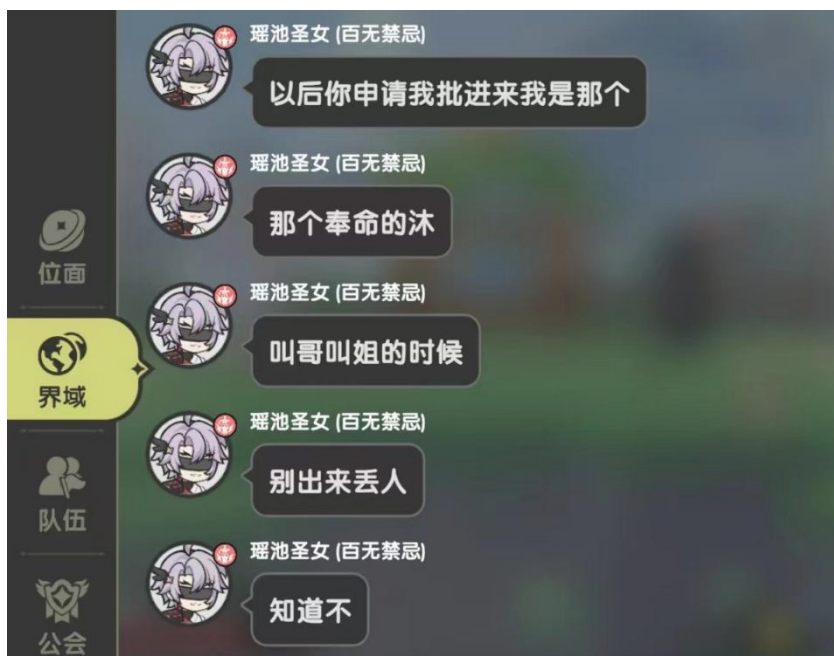 瑶池圣女 (百无禁忌)
以后你申请我批进来我是那个
瑶池圣女 (百无禁忌)
那个奉命的沐
位面
瑶池圣女 (百无禁忌)
叫哥叫姐的时候
界域
瑶池圣女 (百无禁忌)
别出来丢人
队伍
瑶池圣女 (百无禁忌)
知道不
公会